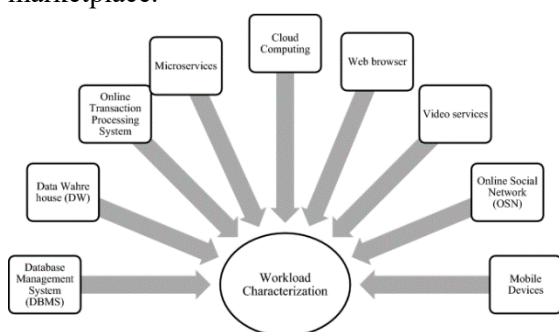 marketplace.
Cloud
Computing
Microservices
Web browser
Online
Transaction
Processing
System
Video services
Data Wahre
house (DW)
Online Social
Network
(OSN)
Database
Management
System
(DBMS)
Workload
Characterization
Mobile
Devices